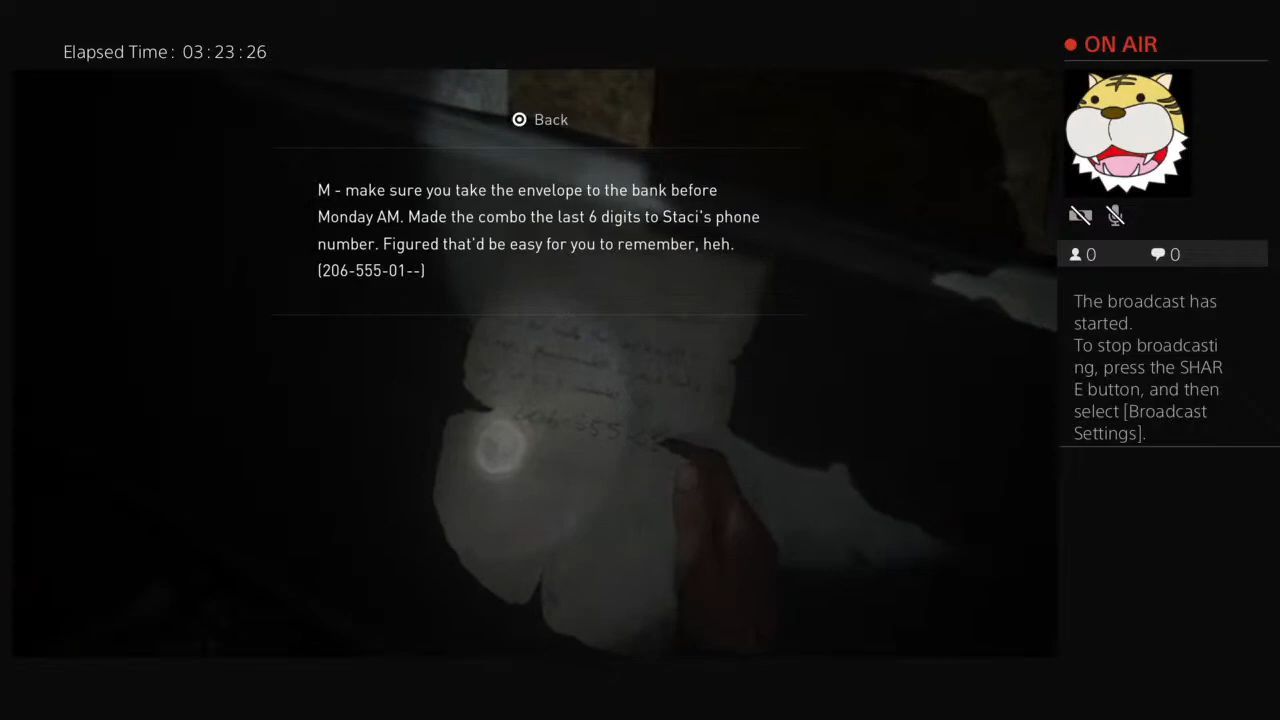 Elapsed Time: 03:23:26
ON AIR
Back
M - make sure you take the envelope to the bank before
Monday AM. Made the combo the last 6 digits to Staci's phone
number. Figured that'd be easy for you to remember, heh.
(206-555-01--)
0
0
The broadcast has
started.
To stop broadcasti
ng, press the SHAR
E button, and then
select [Broadcast
Settings].